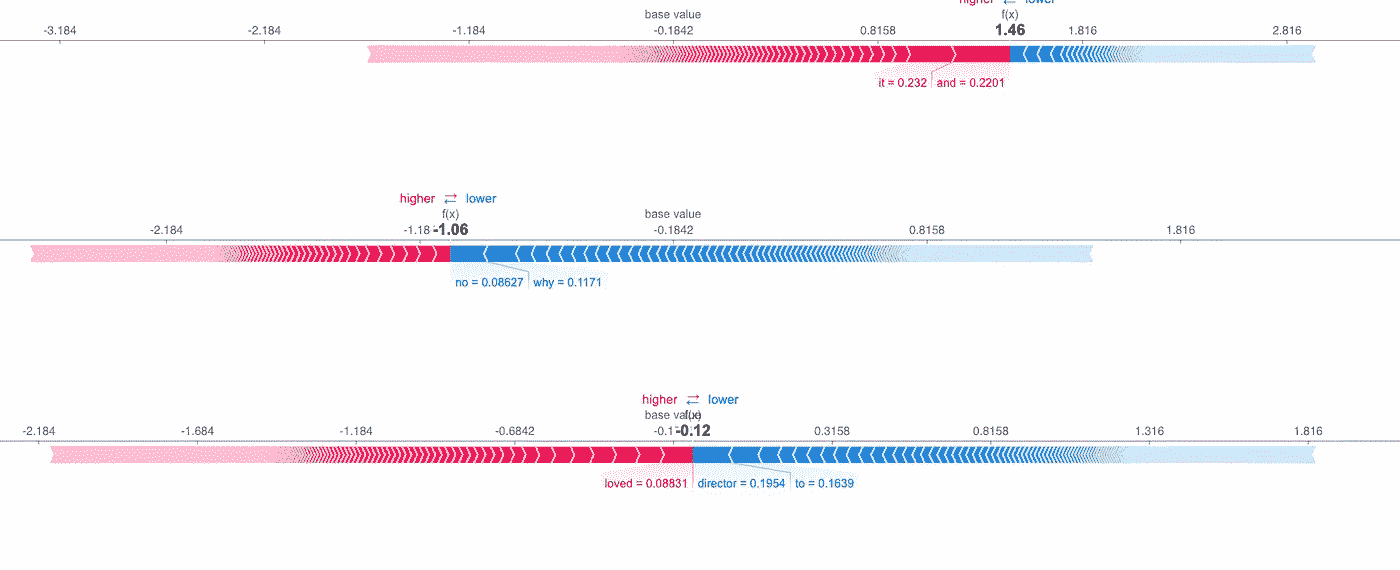 higher lower
base value f(x)
-3.184 -2.184 -1.184 -0.1842 0.8158 1.46 1.816 2.816
it = 0.232 and = 0.2201
higher ⇄ lower
f(x) base value
-2.184 -1.18 -1.06 -0.1842 0.8158 1.816
no = 0.08627 why = 0.1171
higher ⇄ lower
base value f(x)
-2.184 -1.684 -1.184 -0.6842 -0.12 0.3158 0.8158 1.316 1.816
loved = 0.08831 director = 0.1954 to = 0.1639